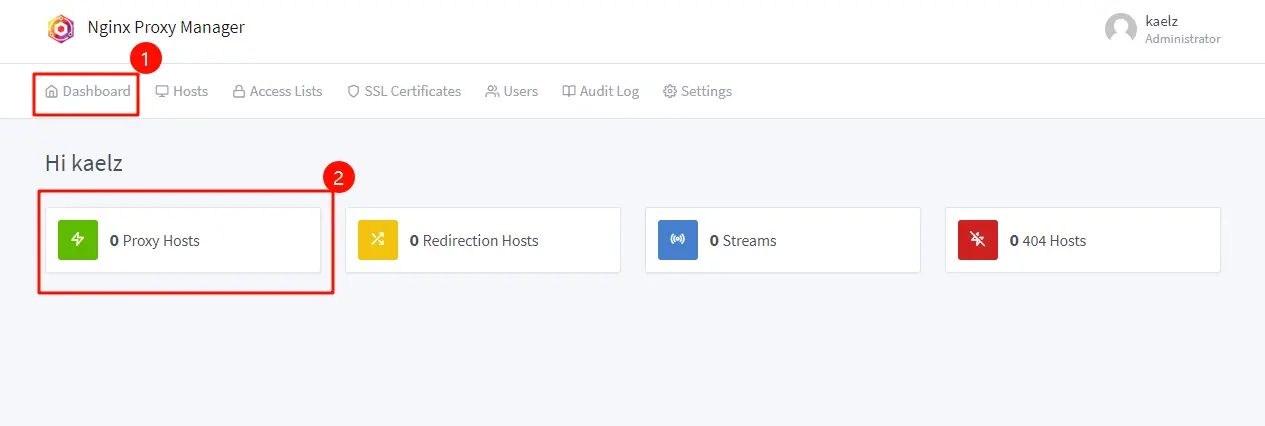 Nginx Proxy Manager
kaelz
Administrator
1
Dashboard Hosts Access Lists SSL Certificates Users Audit Log Settings
Hi kaelz
2
0 Proxy Hosts
0 Redirection Hosts
0 Streams
0 404 Hosts